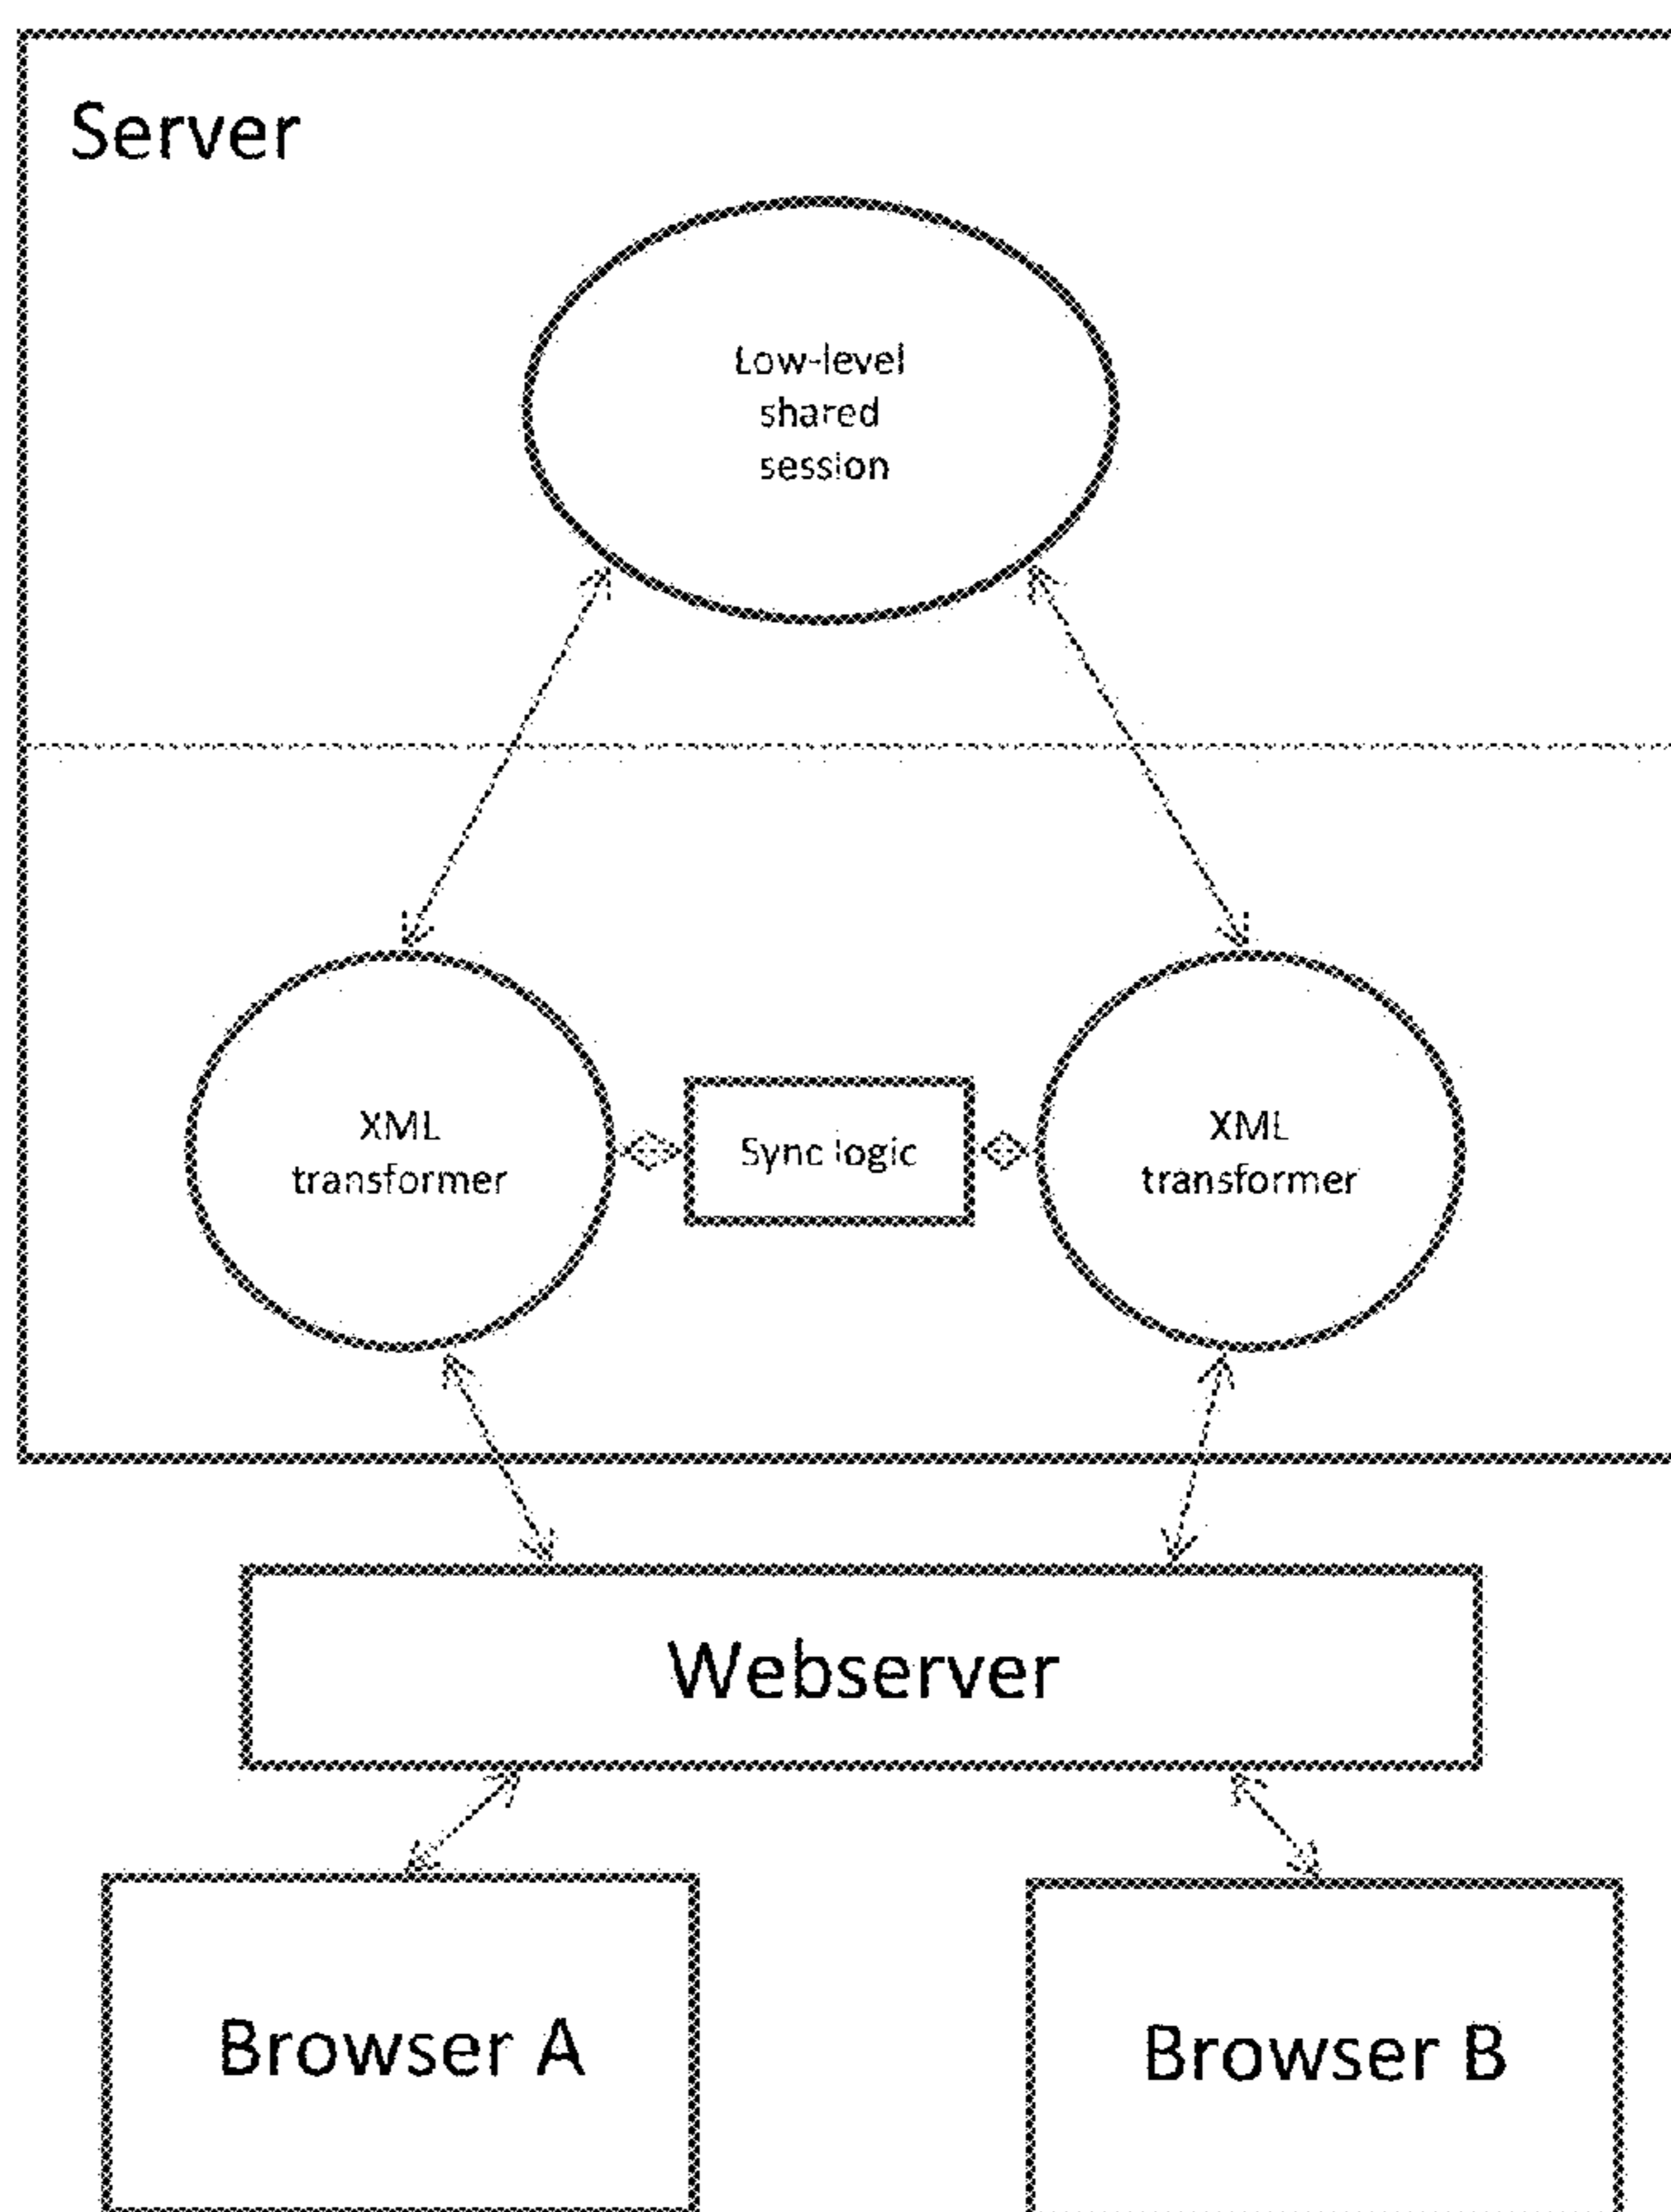 Server
Low-level
shared
session
XML
transformer
Sync logic
XML
transformer
Webserver
Browser A
Browser B